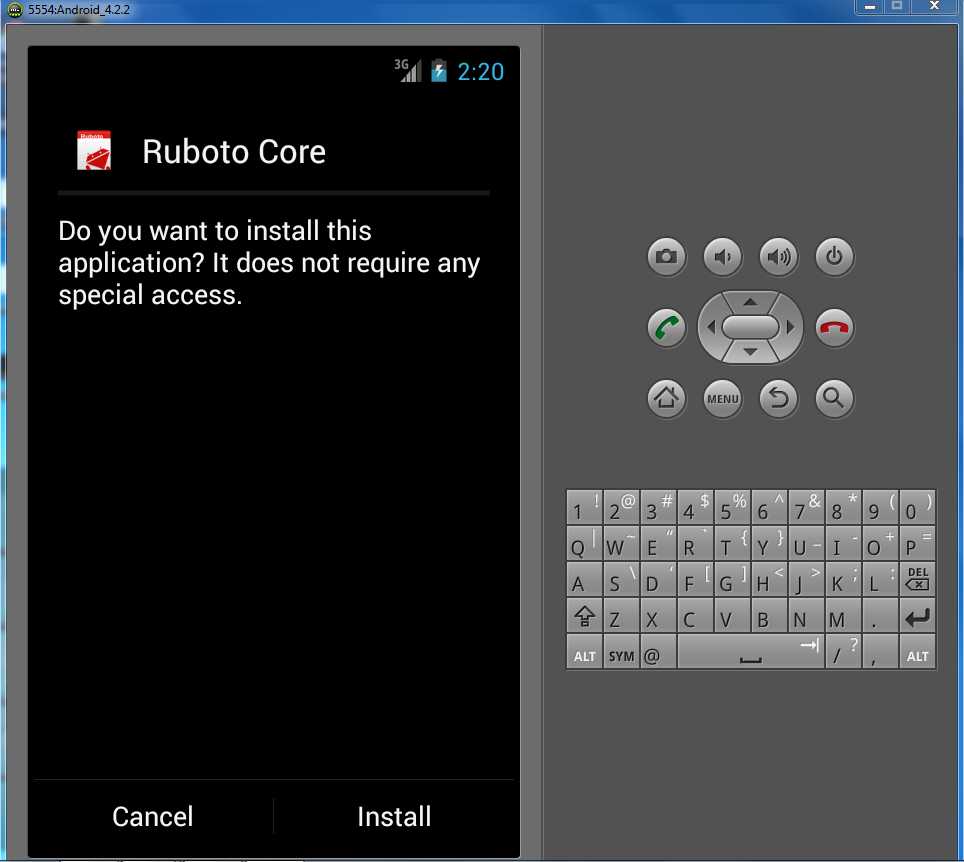 5554:Android_4.2.2
3G 2:20
Ruboto
Ruboto Core
Do you want to install this
application? It does not require any
special access.
Cancel Install
MENU
1 ! 2 @ 3 # 4 $ 5 % 6 ^ 7 & 8 * 9 ( 0 )
Q | W ~ E " R ` T { Y } U _ I - O + P =
A S \ D ' F [ G ] H < J > K ; L : DEL
Z X C V B N M .
ALT SYM @ / ? , ALT